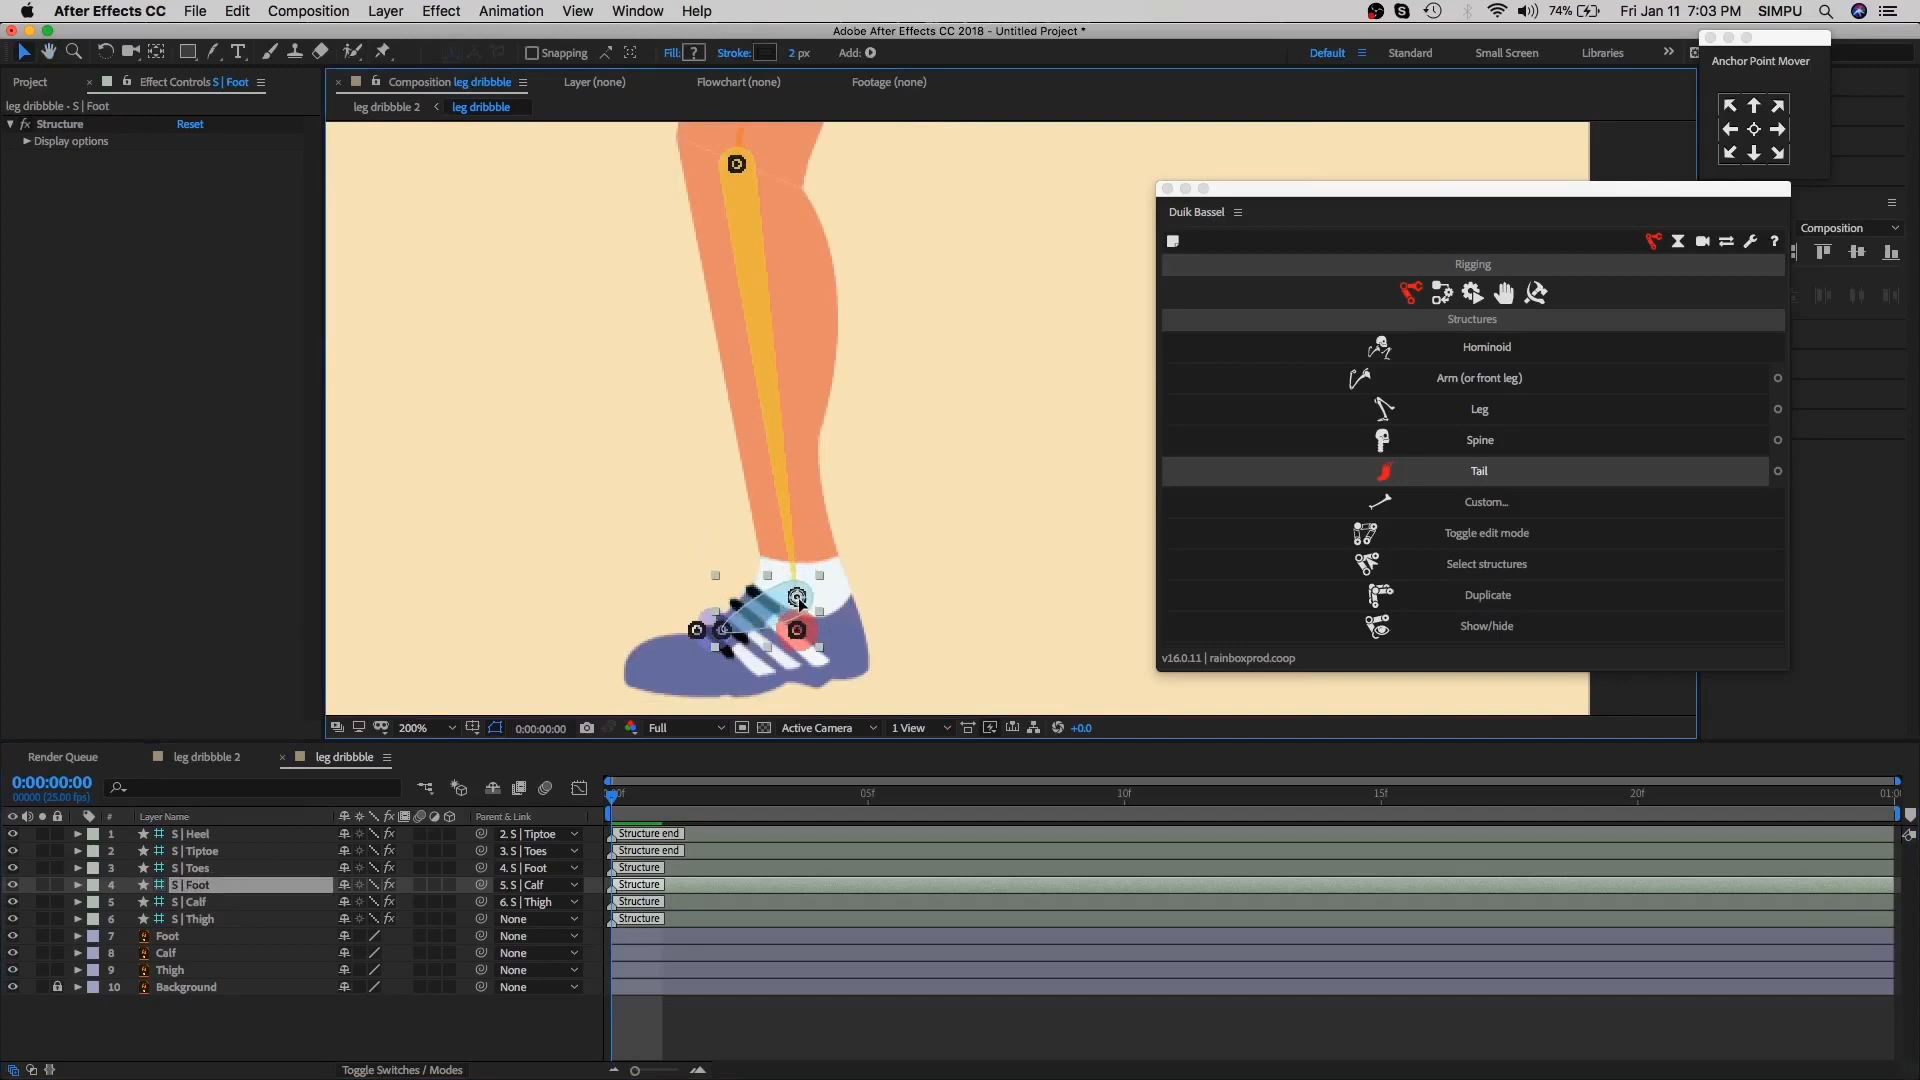 After Effects CC File Edit Composition Layer Effect Animation View Window Help 74% Fri Jan 11 7:03 PM SIMPU
Adobe After Effects CC 2018 - Untitled Project *
Snapping Fill: ? Stroke: 2 px Add: Default Standard Small Screen Libraries
Anchor Point Mover
Project Effect Controls S | Foot Composition leg dribbble Layer (none) Flowchart (none) Footage (none)
leg dribbble - S | Foot leg dribbble 2 leg dribbble
fx Structure Reset
Display options
Duik Bassel
Composition
Rigging
Structures
Hominoid
Arm (or front leg)
Leg
Spine
Tail
Custom...
Toggle edit mode
Select structures
Duplicate
Show/hide
v16.0.11 | rainboxprod.coop
200% 0:00:00:00 Full Active Camera 1 View +0.0
Render Queue leg dribbble 2 leg dribbble
0:00:00:00
00000 (25.00 fps)
05f 10f 15f 20f
# Layer Name Parent & Link
1 S | Heel 2. S | Tiptoe Structure end
2 S | Tiptoe 3. S | Toes Structure end
3 S | Toes 4. S | Foot Structure
4 S | Foot 5. S | Calf Structure
5 S | Calf 6. S | Thigh Structure
6 S | Thigh None Structure
7 Foot None
8 Calf None
9 Thigh None
10 Background None
Toggle Switches / Modes